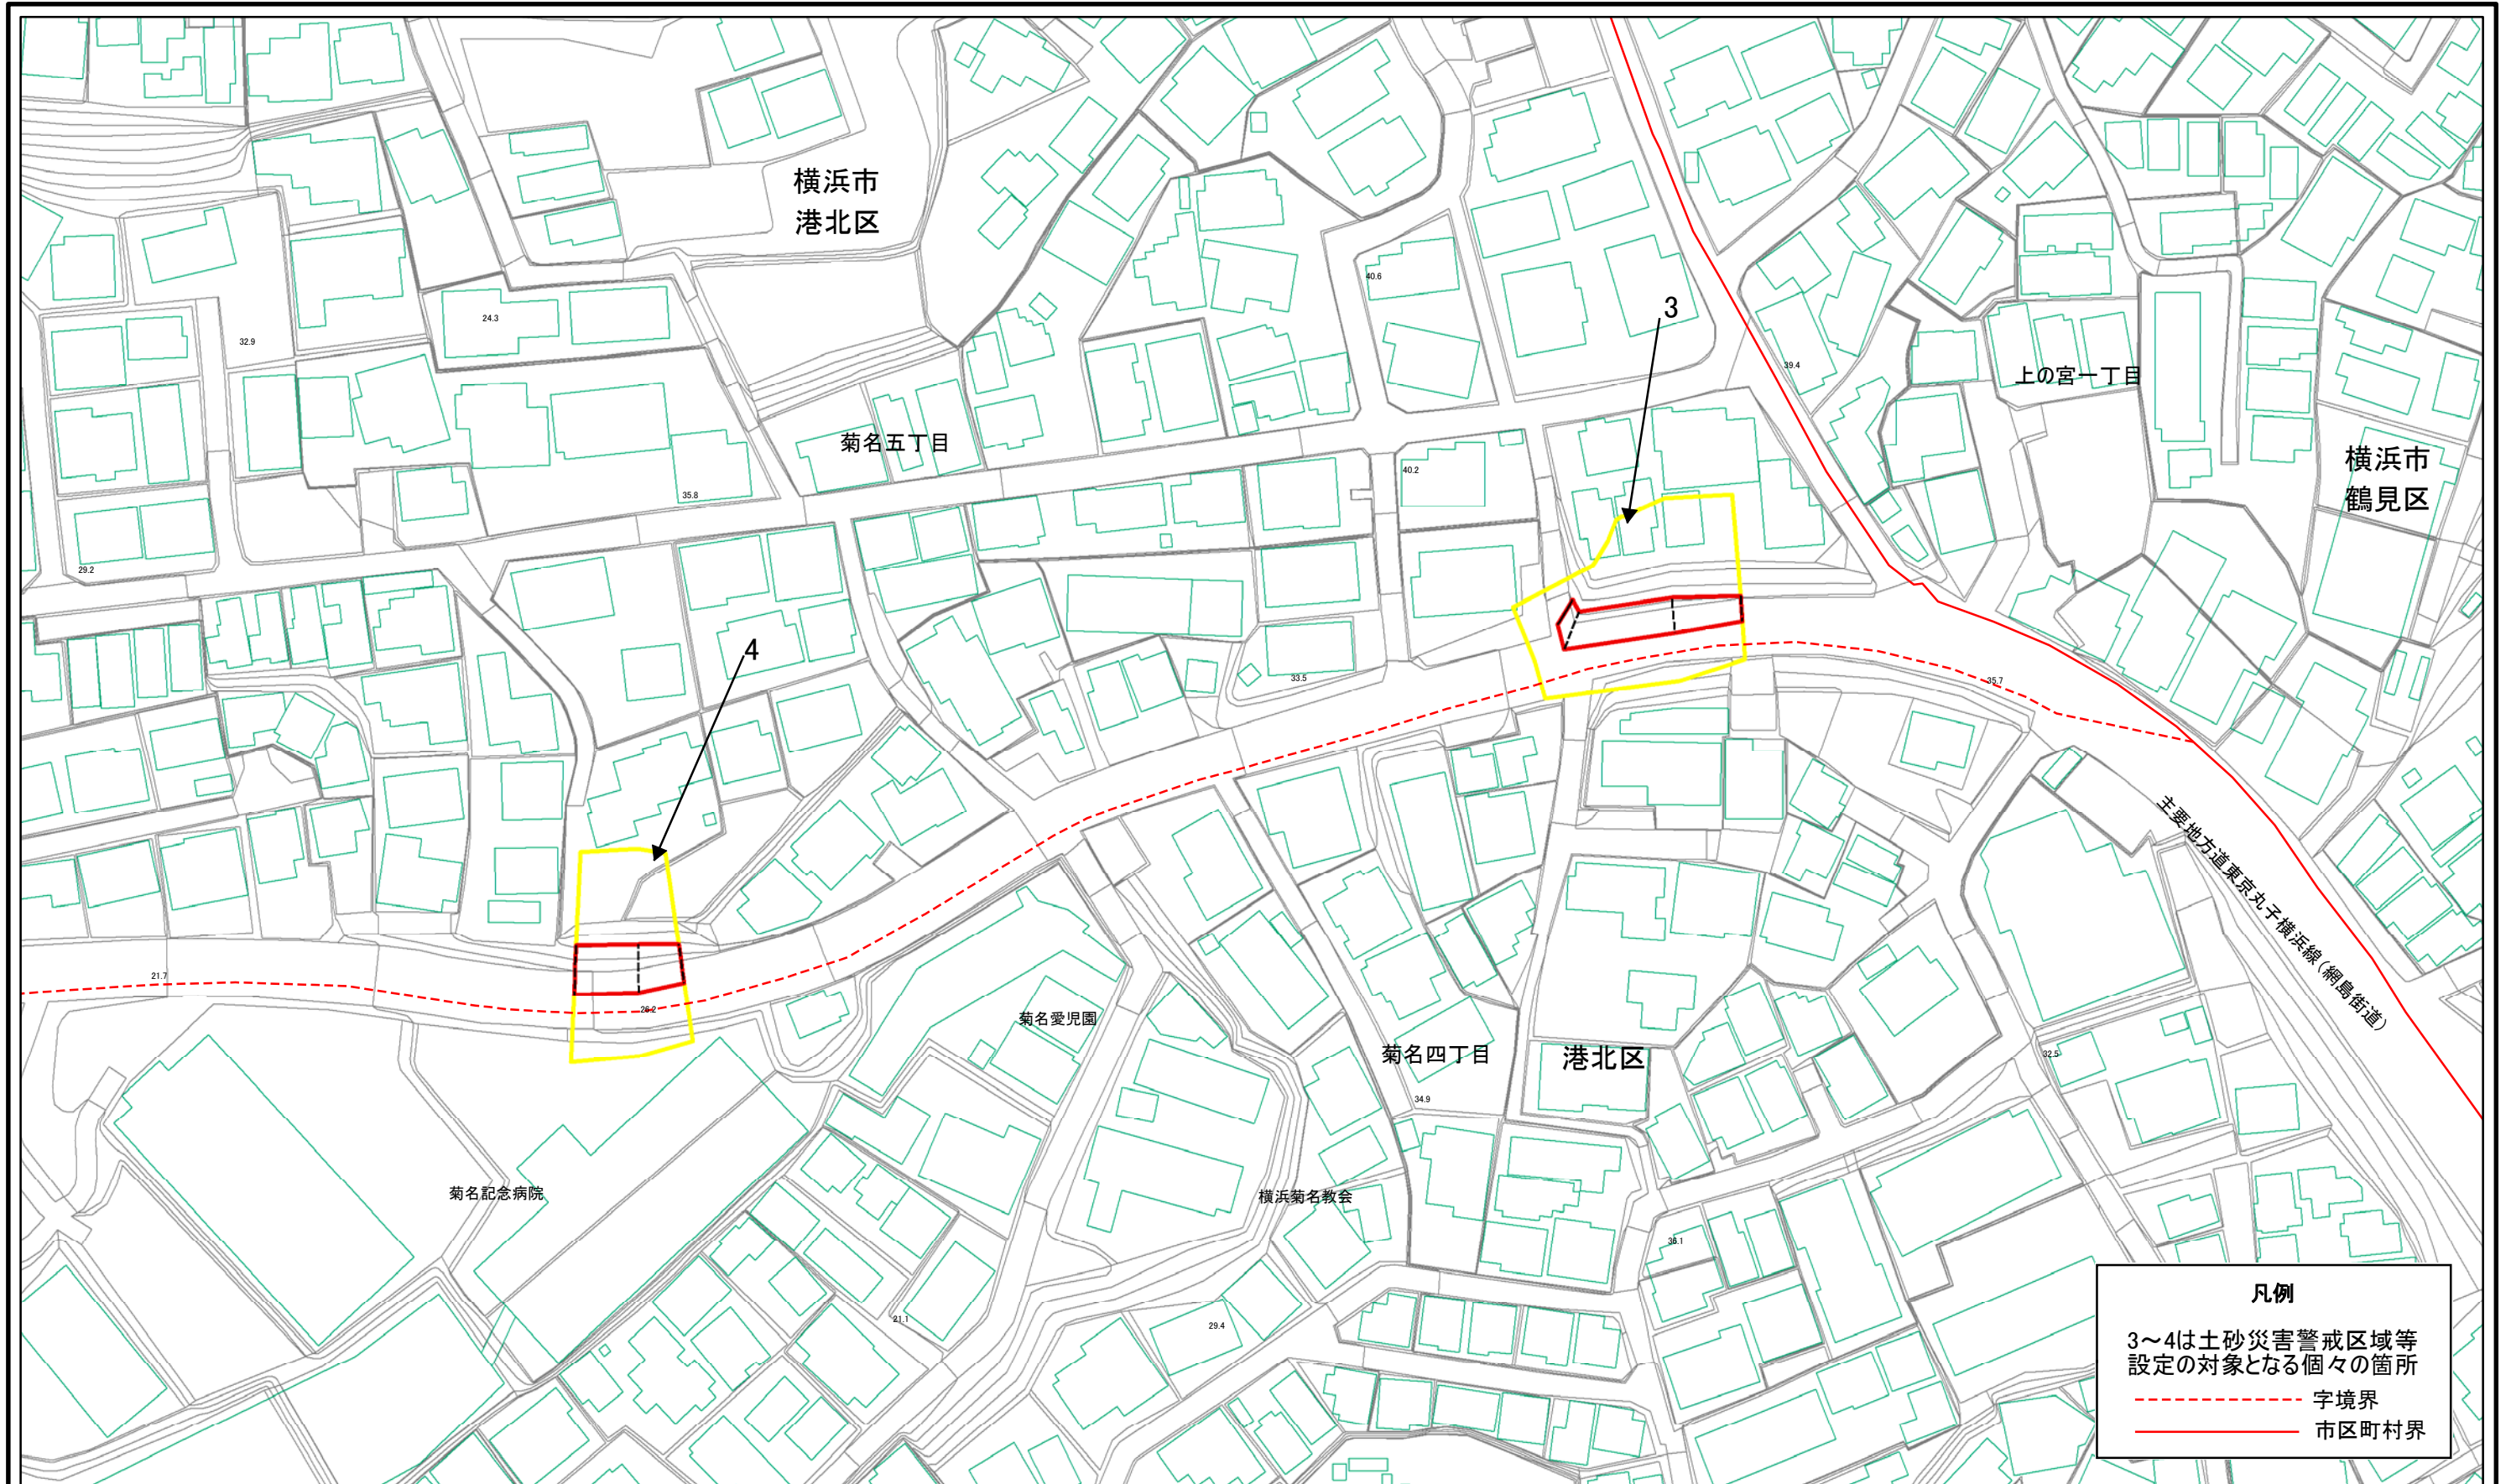 横浜市
港北区
40.6
3
24.3
32.9
39.4
上の宮一丁目
菊名五丁目
横浜市
鶴見区
40.2
35.8
29.2
4
33.5
35.7
主要地方道東京丸子横浜線（綱島街道）
21.7
26.2
菊名愛児園
菊名四丁目
港北区
32.5
34.9
菊名記念病院
横浜菊名教会
36.1
21.1
29.4
凡例
3～4は土砂災害警戒区域等
設定の対象となる個々の箇所
字境界
市区町村界